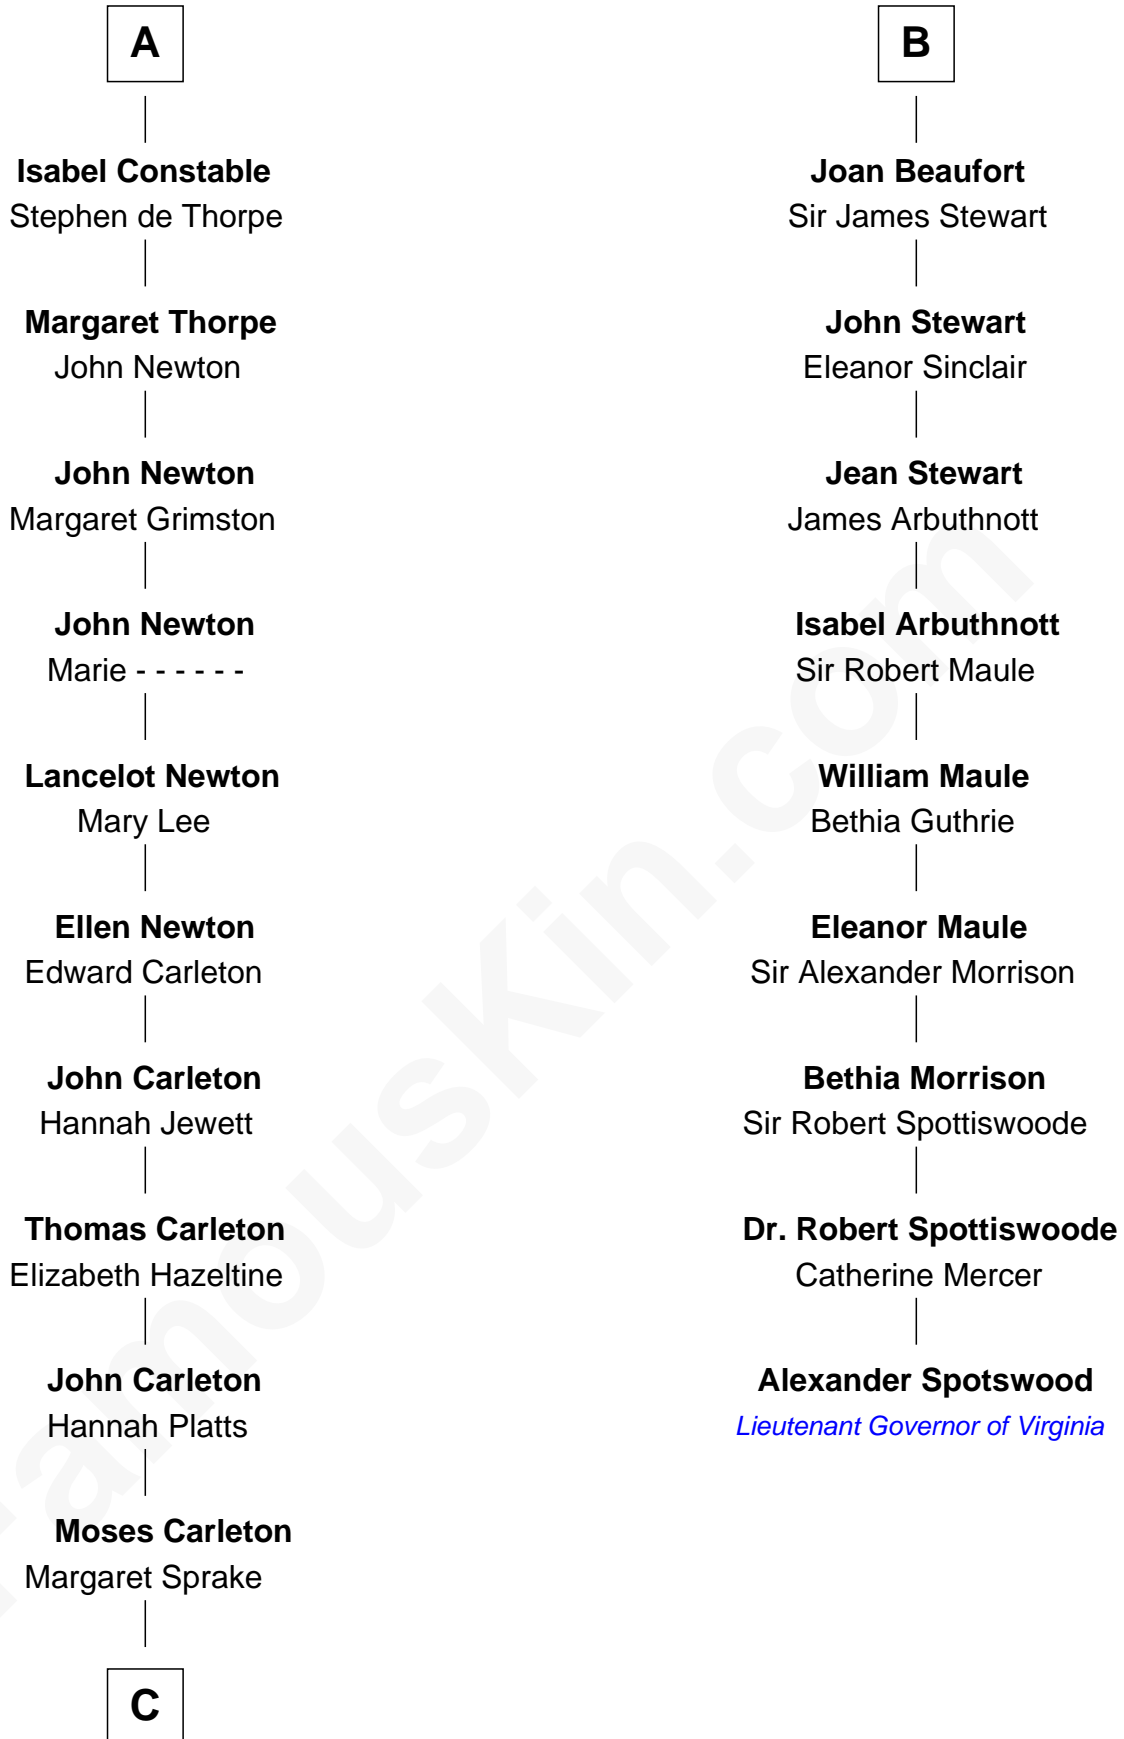 A
Isabel Constable
Stephen de Thorpe
Margaret Thorpe
John Newton
John Newton
Margaret Grimston
John Newton
Marie - - - - - -
Lancelot Newton
Mary Lee
Ellen Newton
Edward Carleton
John Carleton
Hannah Jewett
Thomas Carleton
Elizabeth Hazeltine
John Carleton
Hannah Platts
Moses Carleton
Margaret Sprake
C
B
Joan Beaufort
Sir James Stewart
John Stewart
Eleanor Sinclair
Jean Stewart
James Arbuthnott
Isabel Arbuthnott
Sir Robert Maule
William Maule
Bethia Guthrie
Eleanor Maule
Sir Alexander Morrison
Bethia Morrison
Sir Robert Spottiswoode
Dr. Robert Spottiswoode
Catherine Mercer
Alexander Spotswood
Lieutenant Governor of Virginia
FamousKin.com